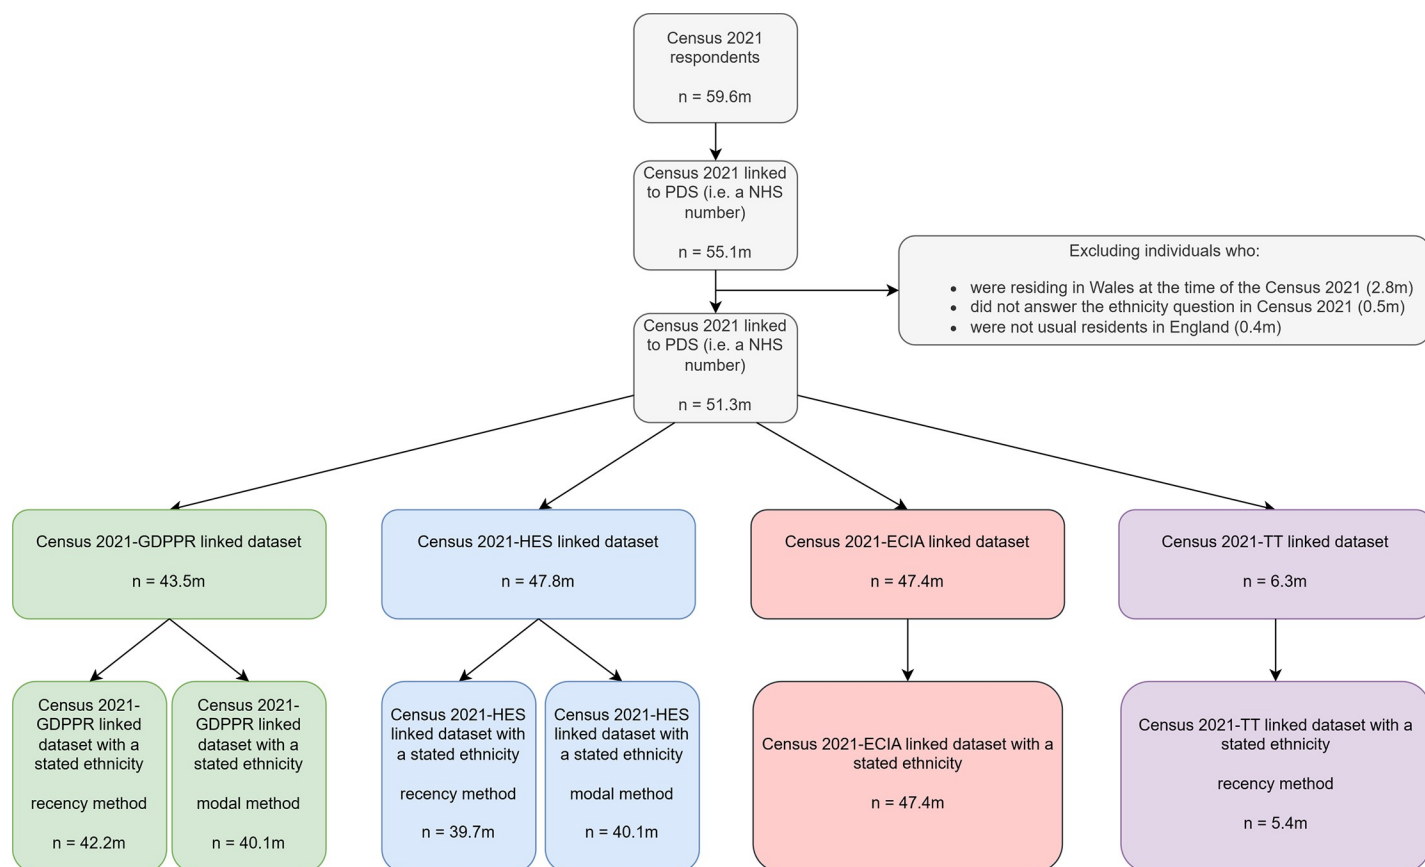 Census 2021
respondents
n = 59.6m
Census 2021 linked
to PDS (i.e. a NHS
number)
n = 55.1m
Excluding individuals who:
• were residing in Wales at the time of the Census 2021 (2.8m)
• did not answer the ethnicity question in Census 2021 (0.5m)
• were not usual residents in England (0.4m)
Census 2021 linked
to PDS (i.e. a NHS
number)
n = 51.3m
Census 2021-GDPPR linked dataset
n = 43.5m
Census 2021-HES linked dataset
n = 47.8m
Census 2021-ECIA linked dataset
n = 47.4m
Census 2021-TT linked dataset
n = 6.3m
Census 2021-
GDPPR linked
dataset with a
stated ethnicity
recency method
n = 42.2m
Census 2021-
GDPPR linked
dataset with a
stated ethnicity
modal method
n = 40.1m
Census 2021-HES
linked dataset with
a stated ethnicity
recency method
n = 39.7m
Census 2021-HES
linked dataset with
a stated ethnicity
modal method
n = 40.1m
Census 2021-ECIA linked dataset with a
stated ethnicity
n = 47.4m
Census 2021-TT linked dataset with a
stated ethnicity
recency method
n = 5.4m